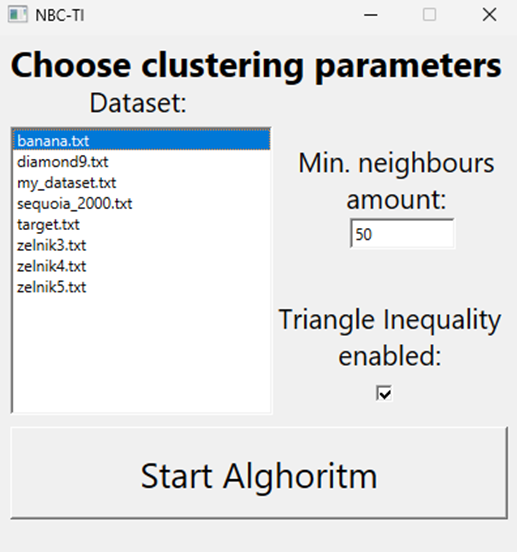 NBC-TI
Choose clustering parameters
Dataset:
banana.txt
diamond9.txt
my_dataset.txt
sequoia_2000.txt
target.txt
zelnik3.txt
zelnik4.txt
zelnik5.txt
Min. neighbours
amount:
50
Triangle Inequality
enabled:
Start Alghoritm